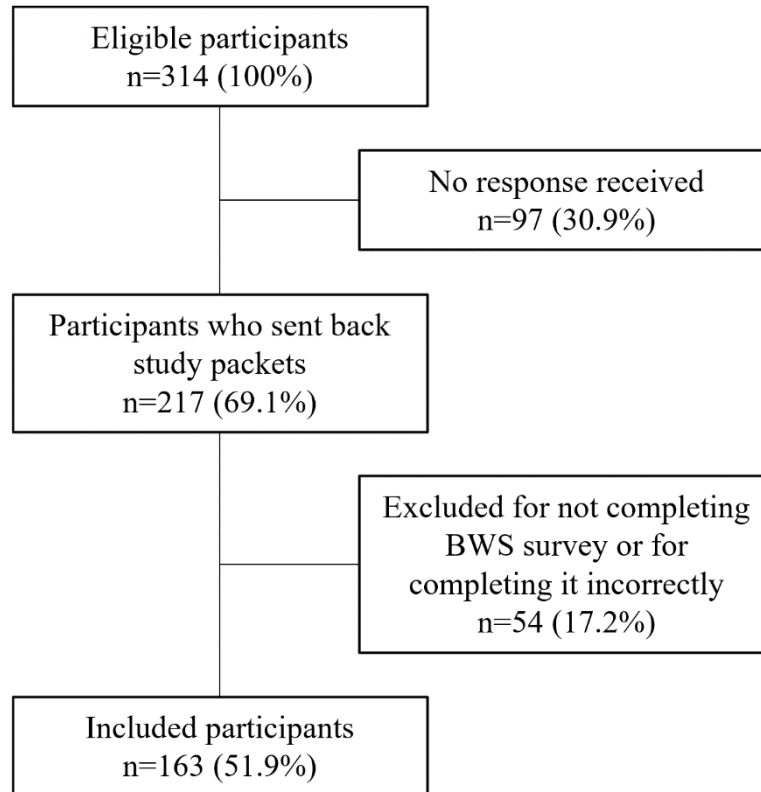 Eligible participants
n=314 (100%)
No response received
n=97 (30.9%)
Participants who sent back
study packets
n=217 (69.1%)
Excluded for not completing
BWS survey or for
completing it incorrectly
n=54 (17.2%)
Included participants
n=163 (51.9%)